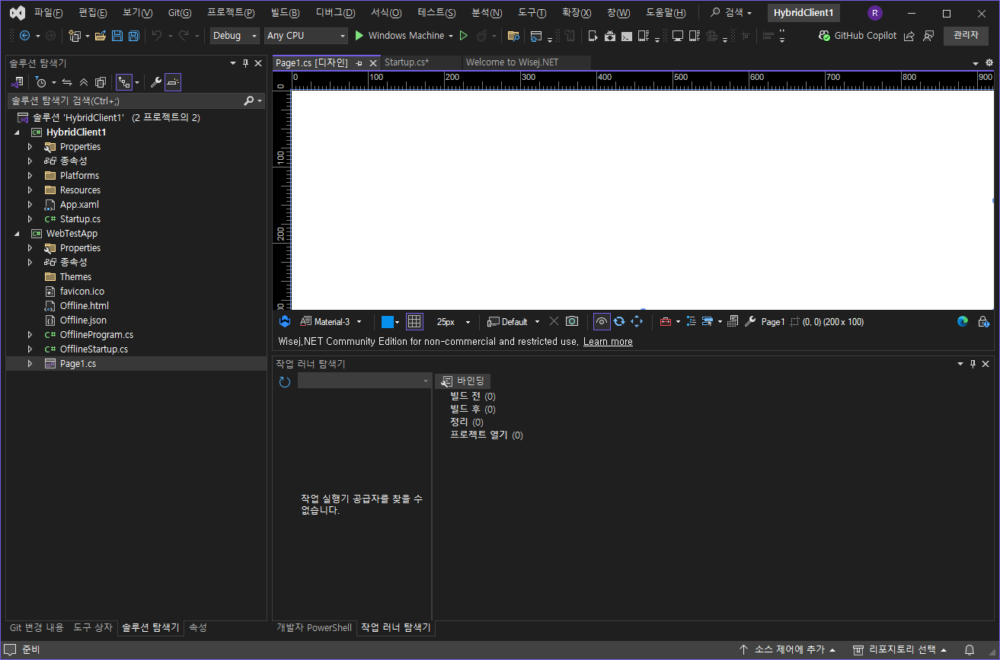 파일(F) 편집(E) 보기(V) Git(G) 프로젝트(P) 빌드(B) 디버그(D) 서식(O) 테스트(S) 분석(N) 도구(T) 확장(X) 창(W) 도움말(H) 검색 HybridClient1 R
Debug Any CPU Windows Machine GitHub Copilot 관리자
솔루션 탐색기
솔루션 탐색기 검색(Ctrl+;)
솔루션 'HybridClient1' (2 프로젝트의 2)
HybridClient1
Properties
종속성
Platforms
Resources
App.xaml
C# Startup.cs
WebTestApp
Properties
종속성
Themes
favicon.ico
Offline.html
Offline.json
C# OfflineProgram.cs
C# OfflineStartup.cs
Page1.cs
Git 변경 내용 도구 상자 솔루션 탐색기 속성
Page1.cs [디자인] Startup.cs* Welcome to Wisej.NET
0 100 200 300 400 500 600 700 800 900
0
100
200
Material-3 25px Default Page1 (0, 0) (200 x 100)
Wisej.NET Community Edition for non-commercial and restricted use. Learn more
작업 러너 탐색기
바인딩
빌드 전 (0)
빌드 후 (0)
정리 (0)
프로젝트 열기 (0)
작업 실행기 공급자를 찾을 수
없습니다.
개발자 PowerShell 작업 러너 탐색기
준비 소스 제어에 추가 리포지토리 선택